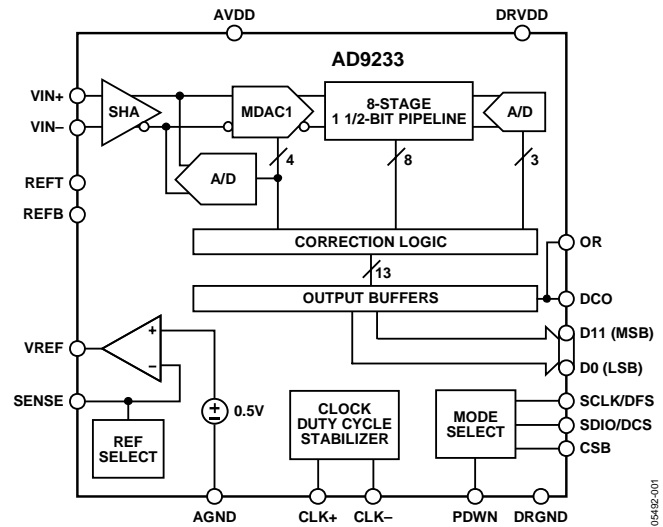 AVDD
DRVDD
AD9233
VIN+
SHA
MDAC1
8-STAGE
1 1/2-BIT PIPELINE
A/D
VIN–
4
8
3
A/D
REFT
REFB
CORRECTION LOGIC
OR
13
OUTPUT BUFFERS
DCO
D11 (MSB)
VREF
+
–
D0 (LSB)
SENSE
0.5V
CLOCK
DUTY CYCLE
STABILIZER
MODE
SELECT
SCLK/DFS
SDIO/DCS
CSB
REF
SELECT
AGND
CLK+
CLK–
PDWN
DRGND
05492-001